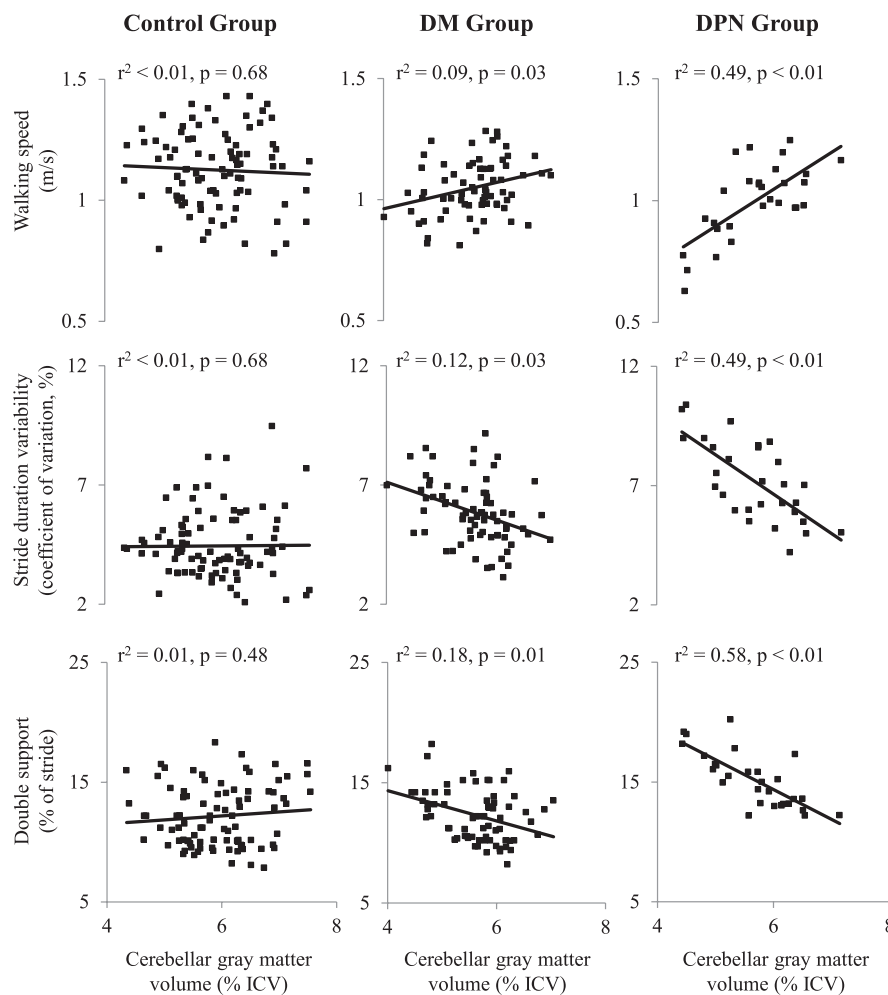 Control Group DM Group DPN Group
r² < 0.01, p = 0.68 r² = 0.09, p = 0.03 r² = 0.49, p < 0.01
1.5 1.5 1.5
Walking speed
(m/s)
1 1 1
0.5 0.5 0.5
r² < 0.01, p = 0.68 r² = 0.12, p = 0.03 r² = 0.49, p < 0.01
12 12 12
Stride duration variability
(coefficient of variation, %)
7 7 7
2 2 2
r² = 0.01, p = 0.48 r² = 0.18, p = 0.01 r² = 0.58, p < 0.01
25 25 25
Double support
(% of stride)
15 15 15
5 5 5
4 6 8 4 6 8 4 6 8
Cerebellar gray matter Cerebellar gray matter Cerebellar gray matter
volume (% ICV) volume (% ICV) volume (% ICV)